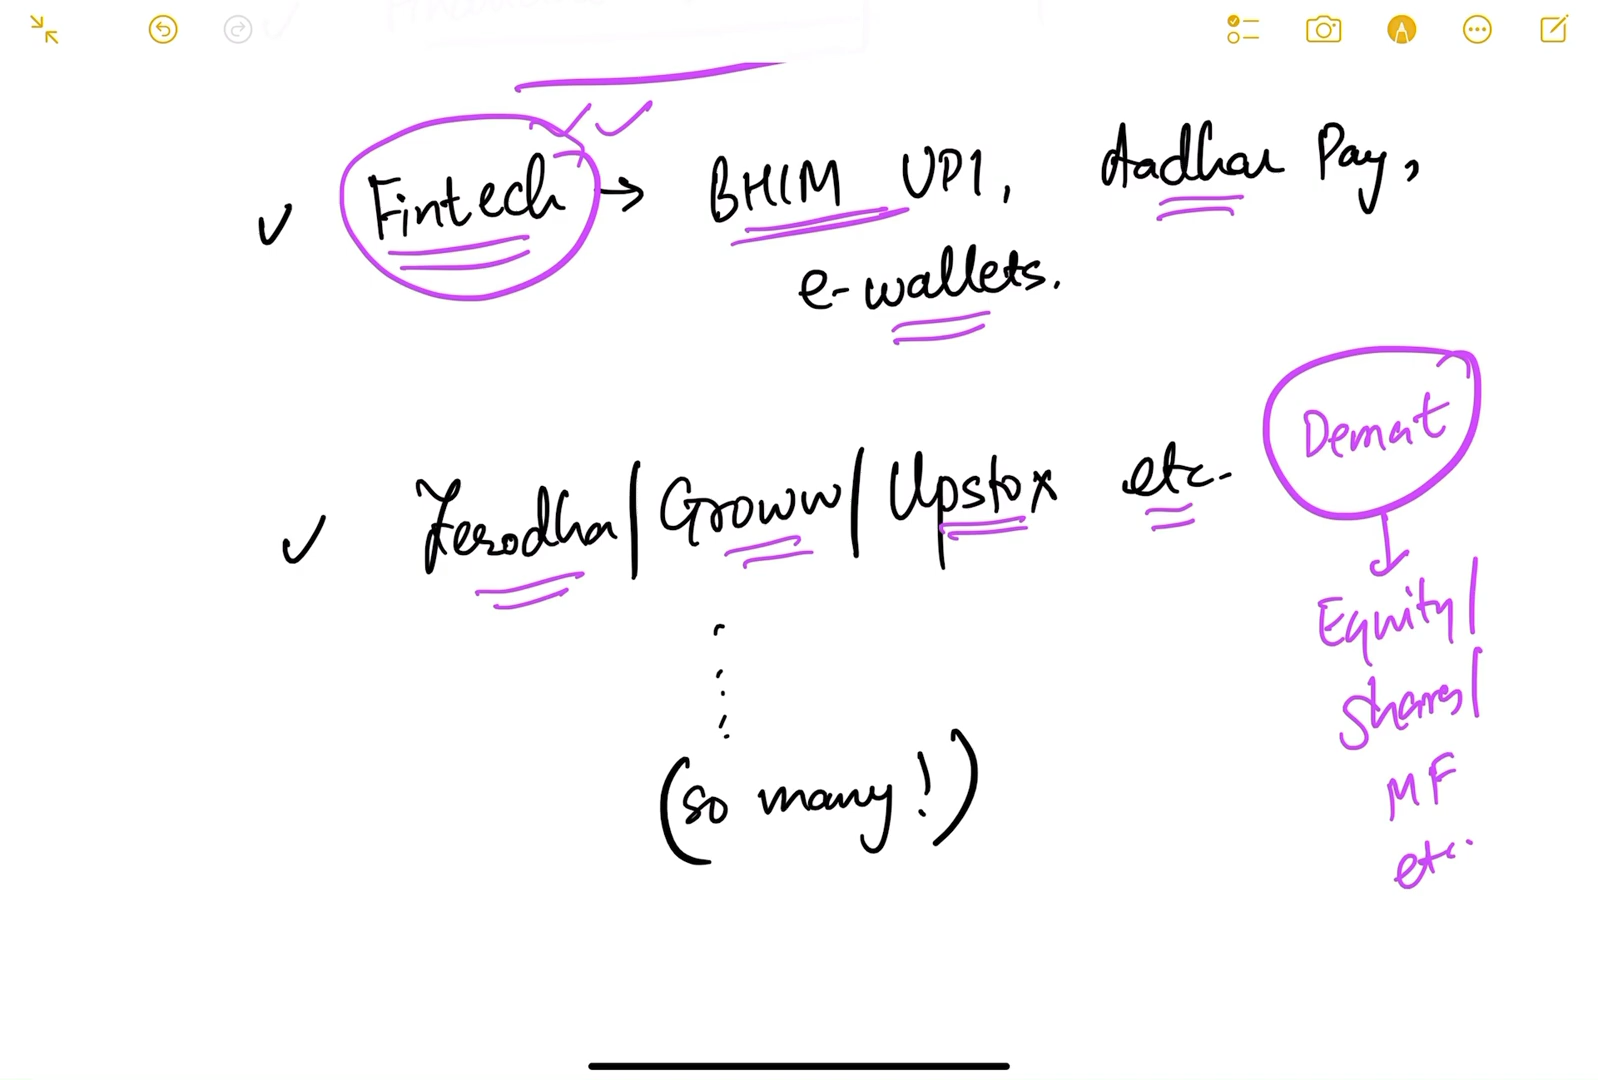 Fintech → BHIM UPI, Aadhar Pay,
e-wallets.
Zerodha/Groww/Upstox etc.
Demat
Equity/
Shares/
MF
etc.
(so many!)